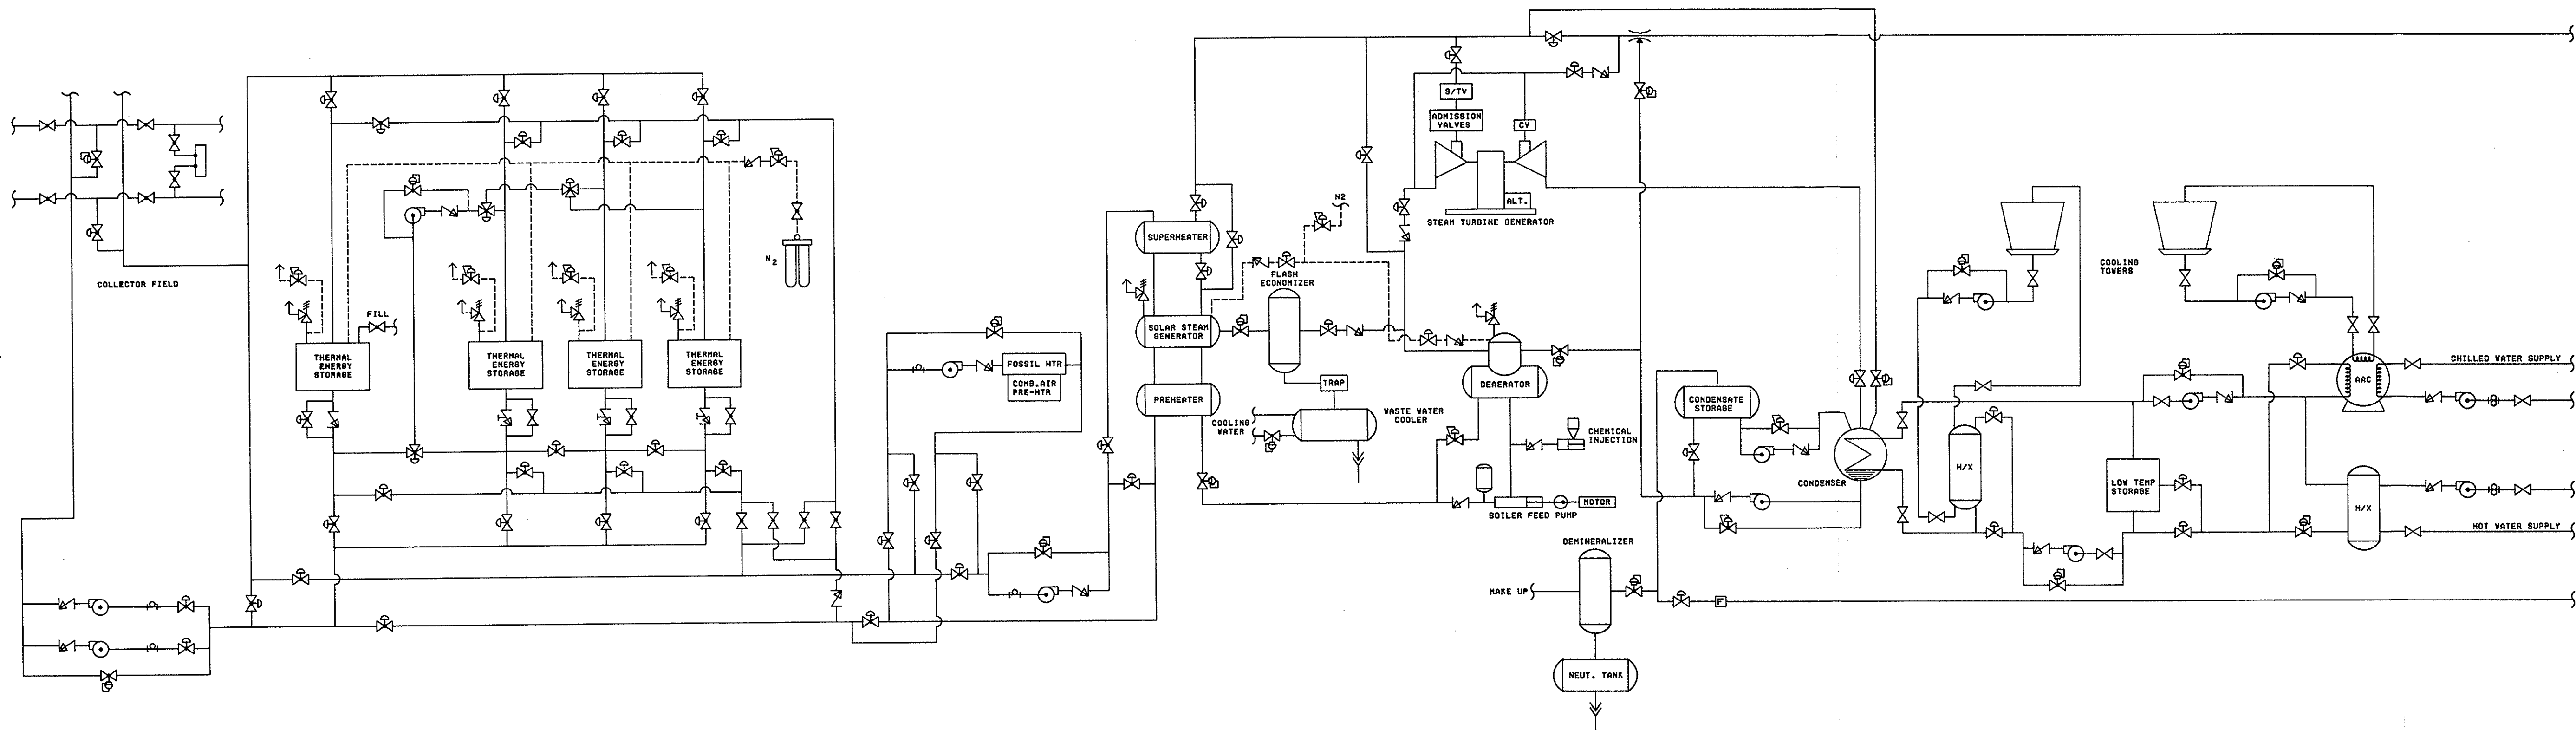 S/TV
ADMISSION
VALVES
CV
ALT.
STEAM TURBINE GENERATOR
N2
N2
COLLECTOR FIELD
SUPERHEATER
FLASH
ECONOMIZER
COOLING
TOWERS
FILL
THERMAL
ENERGY
STORAGE
THERMAL
ENERGY
STORAGE
THERMAL
ENERGY
STORAGE
THERMAL
ENERGY
STORAGE
SOLAR STEAM
GENERATOR
FOSSIL HTR
COMB.AIR
PRE-HTR
PREHEATER
TRAP
DEAERATOR
CHILLED WATER SUPPLY
AAC
CONDENSATE
STORAGE
COOLING
WATER
WASTE WATER
COOLER
CHEMICAL
INJECTION
H/X
CONDENSER
LOW TEMP
STORAGE
MOTOR
BOILER FEED PUMP
H/X
HOT WATER SUPPLY
DEMINERALIZER
MAKE UP
F
NEUT. TANK